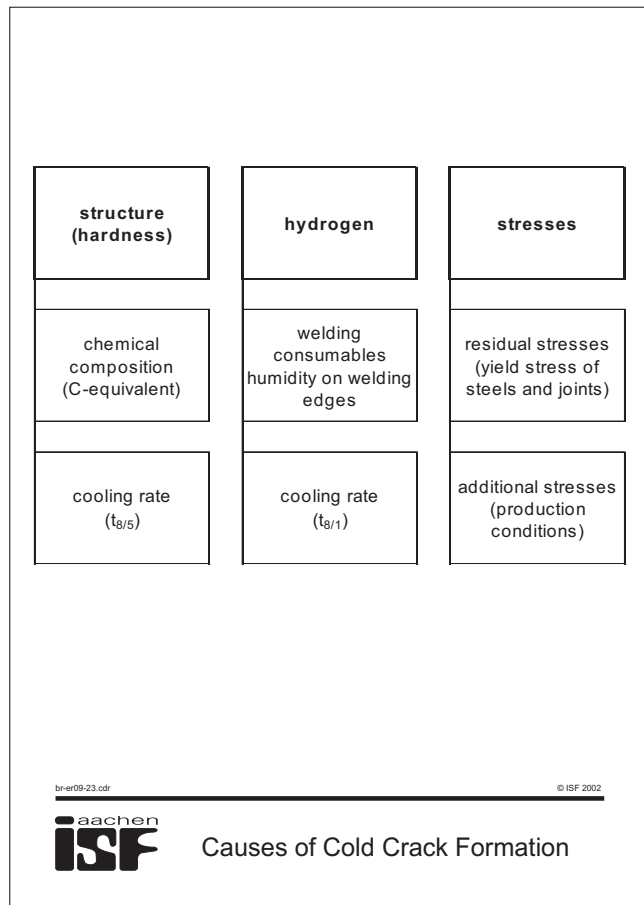 structure
(hardness)
chemical
composition
(C-equivalent)
cooling rate
(t8/5)
hydrogen
welding
consumables
humidity on welding
edges
cooling rate
(t8/1)
stresses
residual stresses
(yield stress of
steels and joints)
additional stresses
(production
conditions)
br-er09-23.cdr
© ISF 2002
aachen
ISF
Causes of Cold Crack Formation